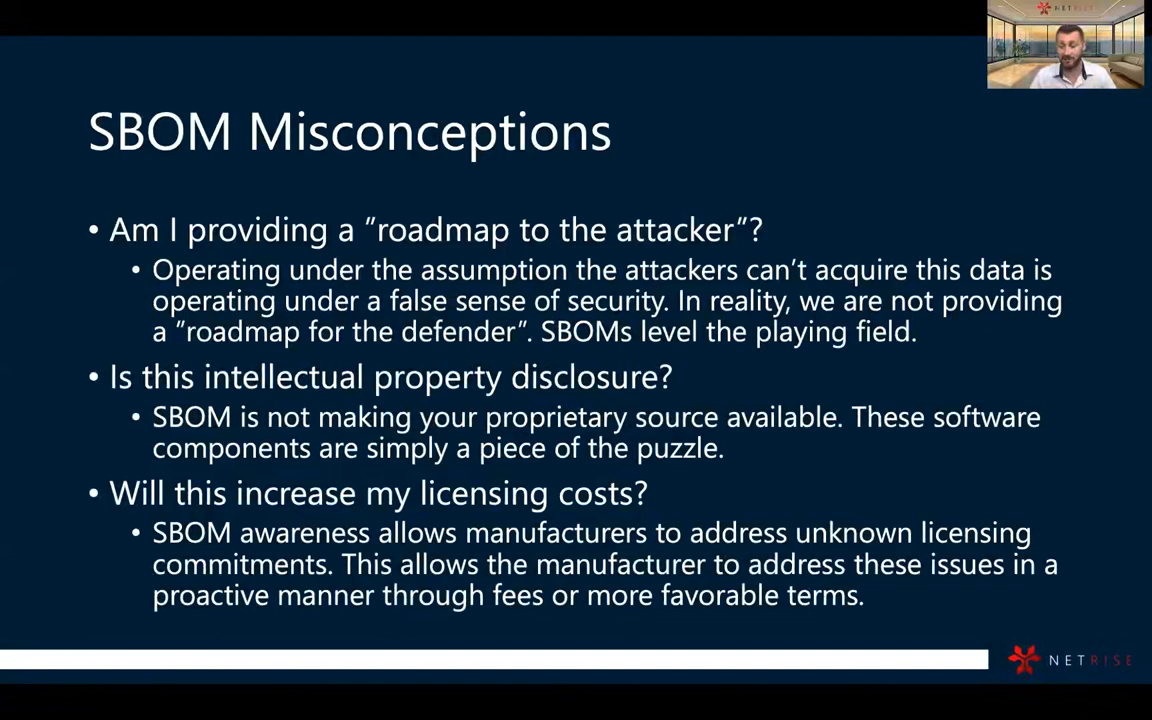 NETRISE
SBOM Misconceptions
• Am I providing a ”roadmap to the attacker”?
• Operating under the assumption the attackers can’t acquire this data is
operating under a false sense of security. In reality, we are not providing
a ”roadmap for the defender”. SBOMs level the playing field.
• Is this intellectual property disclosure?
• SBOM is not making your proprietary source available. These software
components are simply a piece of the puzzle.
• Will this increase my licensing costs?
• SBOM awareness allows manufacturers to address unknown licensing
commitments. This allows the manufacturer to address these issues in a
proactive manner through fees or more favorable terms.
NETRISE